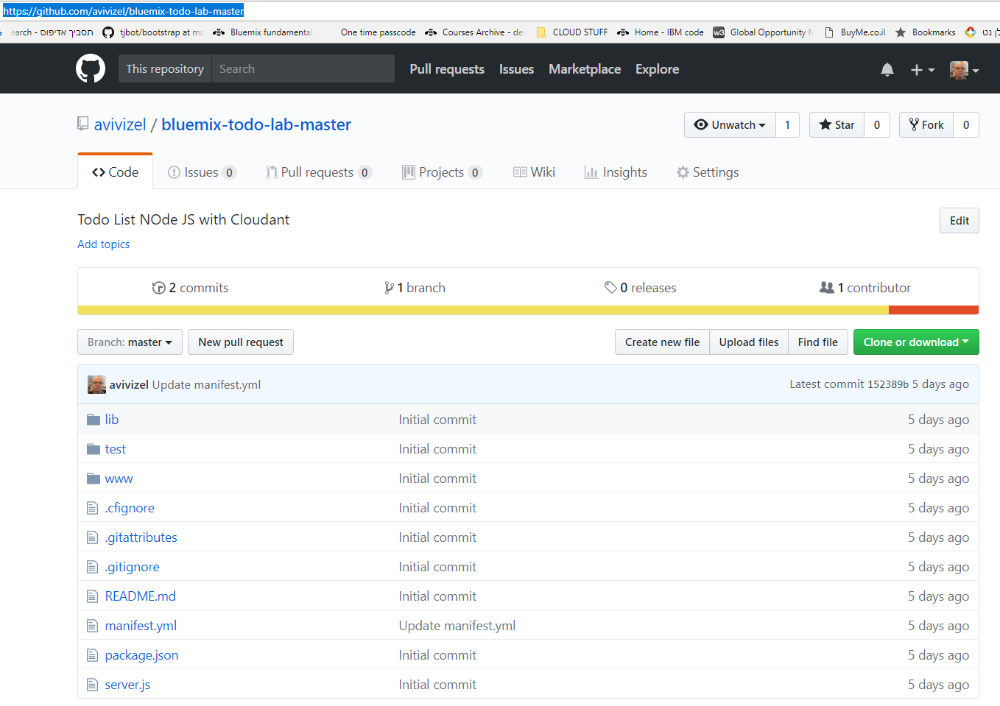 https://github.com/avivizel/bluemix-todo-lab-master
earch - תסביך אדיפוס tjbot/bootstrap at ma Bluemix fundamental One time passcode Courses Archive - dev CLOUD STUFF Home - IBM code w3 Global Opportunity M BuyMe.co.il Bookmarks לן נט
This repository Search Pull requests Issues Marketplace Explore
avivizel / bluemix-todo-lab-master Unwatch 1 Star 0 Fork 0
Code Issues 0 Pull requests 0 Projects 0 Wiki Insights Settings
Todo List NOde JS with Cloudant Edit
Add topics
2 commits 1 branch 0 releases 1 contributor
Branch: master New pull request Create new file Upload files Find file Clone or download
avivizel Update manifest.yml Latest commit 152389b 5 days ago
lib Initial commit 5 days ago
test Initial commit 5 days ago
www Initial commit 5 days ago
.cfignore Initial commit 5 days ago
.gitattributes Initial commit 5 days ago
.gitignore Initial commit 5 days ago
README.md Initial commit 5 days ago
manifest.yml Update manifest.yml 5 days ago
package.json Initial commit 5 days ago
server.js Initial commit 5 days ago